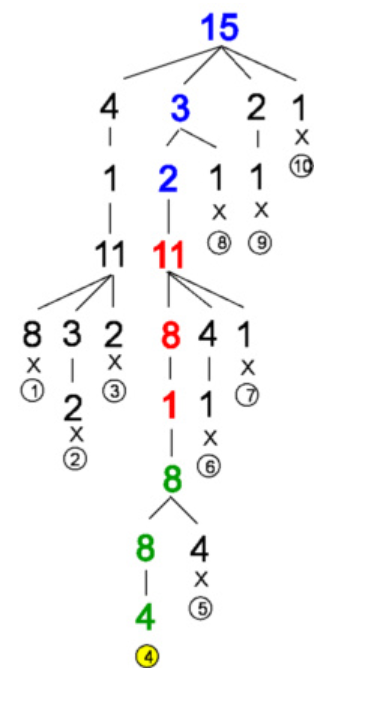 15
4 3 2 1
X
⑩
1 2 1 1
X X
⑧ ⑨
11 11
8 3 2 8 4 1
X X X
① ③ ⑦
2 1 1
X X
② ⑥
8
8 4
X
⑤
4
④